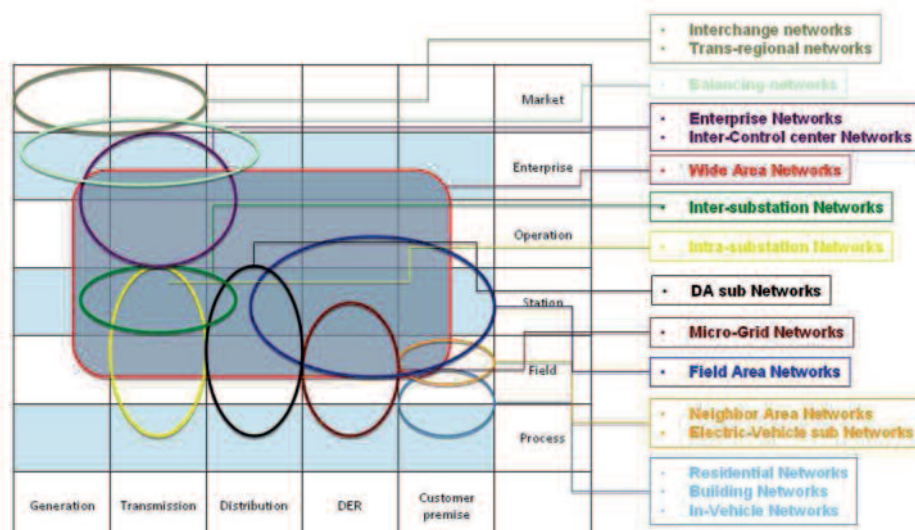 Interchange networks
Trans-regional networks
Balancing networks
Enterprise Networks
Inter-Control center Networks
Wide Area Networks
Inter-substation Networks
Intra-substation Networks
DA sub Networks
Micro-Grid Networks
Field Area Networks
Neighbor Area Networks
Electric-Vehicle sub Networks
Residential Networks
Building Networks
In-Vehicle Networks
Market
Enterprise
Operation
Station
Field
Process
Generation
Transmission
Distribution
DER
Customer
premise